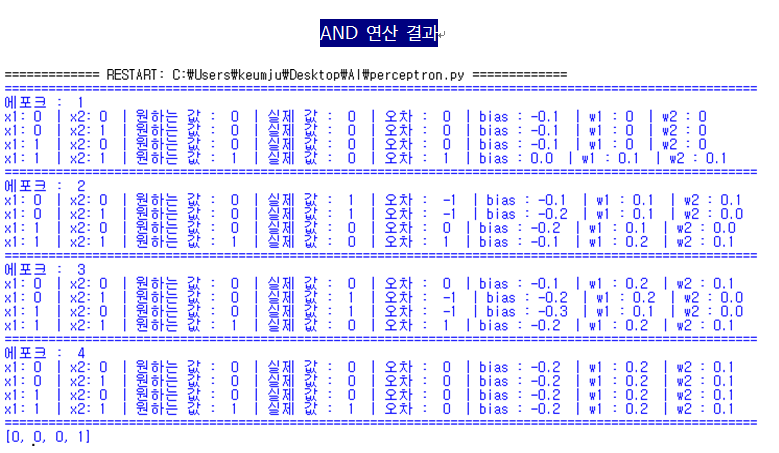 AND 연산 결과
============= RESTART: C:₩Users₩keumju₩Desktop₩AI₩perceptron.py =============
================================================================================
에포크 :  1
x1: 0  | x2: 0  | 원하는 값 :  0  | 실제 값 :  0  | 오차 :  0  | bias : -0.1  | w1 : 0  | w2 : 0
x1: 0  | x2: 1  | 원하는 값 :  0  | 실제 값 :  0  | 오차 :  0  | bias : -0.1  | w1 : 0  | w2 : 0
x1: 1  | x2: 0  | 원하는 값 :  0  | 실제 값 :  0  | 오차 :  0  | bias : -0.1  | w1 : 0  | w2 : 0
x1: 1  | x2: 1  | 원하는 값 :  1  | 실제 값 :  0  | 오차 :  1  | bias : 0.0  | w1 : 0.1  | w2 : 0.1
================================================================================
에포크 :  2
x1: 0  | x2: 0  | 원하는 값 :  0  | 실제 값 :  1  | 오차 :  -1  | bias : -0.1  | w1 : 0.1  | w2 : 0.1
x1: 0  | x2: 1  | 원하는 값 :  0  | 실제 값 :  1  | 오차 :  -1  | bias : -0.2  | w1 : 0.1  | w2 : 0.0
x1: 1  | x2: 0  | 원하는 값 :  0  | 실제 값 :  0  | 오차 :  0  | bias : -0.2  | w1 : 0.1  | w2 : 0.0
x1: 1  | x2: 1  | 원하는 값 :  1  | 실제 값 :  0  | 오차 :  1  | bias : -0.1  | w1 : 0.2  | w2 : 0.1
================================================================================
에포크 :  3
x1: 0  | x2: 0  | 원하는 값 :  0  | 실제 값 :  0  | 오차 :  0  | bias : -0.1  | w1 : 0.2  | w2 : 0.1
x1: 0  | x2: 1  | 원하는 값 :  0  | 실제 값 :  1  | 오차 :  -1  | bias : -0.2  | w1 : 0.2  | w2 : 0.0
x1: 1  | x2: 0  | 원하는 값 :  0  | 실제 값 :  1  | 오차 :  -1  | bias : -0.3  | w1 : 0.1  | w2 : 0.0
x1: 1  | x2: 1  | 원하는 값 :  1  | 실제 값 :  0  | 오차 :  1  | bias : -0.2  | w1 : 0.2  | w2 : 0.1
================================================================================
에포크 :  4
x1: 0  | x2: 0  | 원하는 값 :  0  | 실제 값 :  0  | 오차 :  0  | bias : -0.2  | w1 : 0.2  | w2 : 0.1
x1: 0  | x2: 1  | 원하는 값 :  0  | 실제 값 :  0  | 오차 :  0  | bias : -0.2  | w1 : 0.2  | w2 : 0.1
x1: 1  | x2: 0  | 원하는 값 :  0  | 실제 값 :  0  | 오차 :  0  | bias : -0.2  | w1 : 0.2  | w2 : 0.1
x1: 1  | x2: 1  | 원하는 값 :  1  | 실제 값 :  1  | 오차 :  0  | bias : -0.2  | w1 : 0.2  | w2 : 0.1
================================================================================
[0, 0, 0, 1]